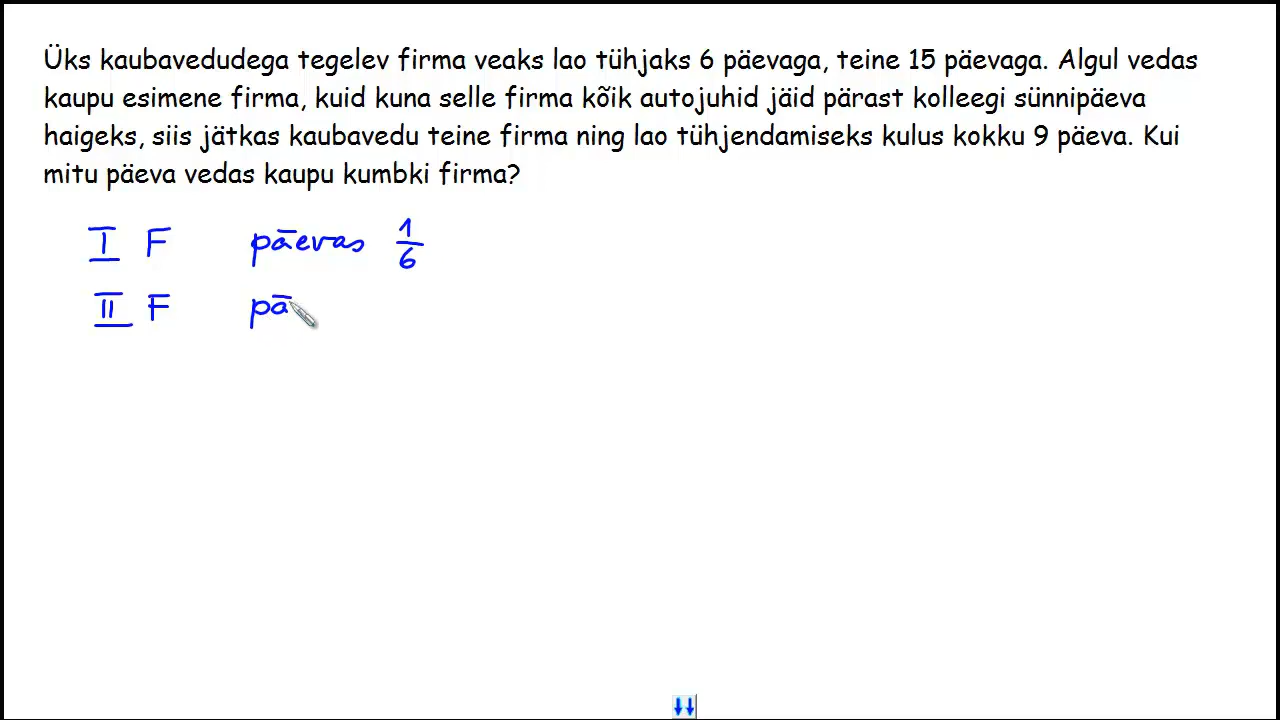 Üks kaubavedudega tegelev firma veaks lao tühjaks 6 päevaga, teine 15 päevaga. Algul vedas
kaupu esimene firma, kuid kuna selle firma kõik autojuhid jäid pärast kolleegi sünnipäeva
haigeks, siis jätkas kaubavedu teine firma ning lao tühjendamiseks kulus kokku 9 päeva. Kui
mitu päeva vedas kaupu kumbki firma?
I F päevas 1/6
II F pä